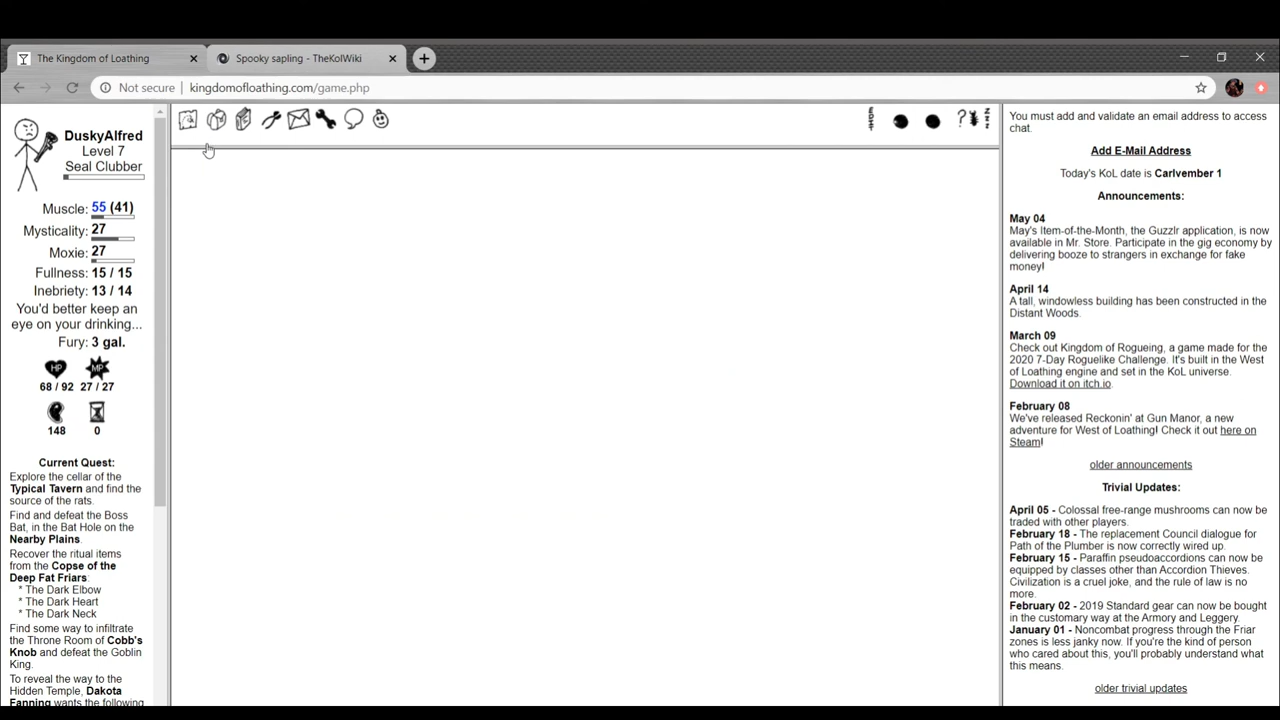 The Kingdom of Loathing
Spooky sapling - TheKolWiki
Not secure
kingdomofloathing.com/game.php
DuskyAlfred
Level 7
Seal Clubber
Muscle: 55 (41)
Mysticality: 27
Moxie: 27
Fullness: 15 / 15
Inebriety: 13 / 14
You'd better keep an
eye on your drinking...
Fury: 3 gal.
HP MP
68 / 92 27 / 27
148 0
Current Quest:
Explore the cellar of the
Typical Tavern and find the
source of the rats.
Find and defeat the Boss
Bat, in the Bat Hole on the
Nearby Plains.
Recover the ritual items
from the Copse of the
Deep Fat Friars:
* The Dark Elbow
* The Dark Heart
* The Dark Neck
Find some way to infiltrate
the Throne Room of Cobb's
Knob and defeat the Goblin
King.
To reveal the way to the
Hidden Temple, Dakota
Fanning wants the following
You must add and validate an email address to access
chat.
Add E-Mail Address
Today's KoL date is Carlvember 1
Announcements:
May 04
May's Item-of-the-Month, the Guzzlr application, is now
available in Mr. Store. Participate in the gig economy by
delivering booze to strangers in exchange for fake
money!
April 14
A tall, windowless building has been constructed in the
Distant Woods.
March 09
Check out Kingdom of Rogueing, a game made for the
2020 7-Day Roguelike Challenge. It's built in the West
of Loathing engine and set in the KoL universe.
Download it on itch.io.
February 08
We've released Reckonin' at Gun Manor, a new
adventure for West of Loathing! Check it out here on
Steam!
older announcements
Trivial Updates:
April 05 - Colossal free-range mushrooms can now be
traded with other players.
February 18 - The replacement Council dialogue for
Path of the Plumber is now correctly wired up.
February 15 - Paraffin pseudoaccordions can now be
equipped by classes other than Accordion Thieves.
Civilization is a cruel joke, and the rule of law is no
more.
February 02 - 2019 Standard gear can now be bought
in the customary way at the Armory and Leggery.
January 01 - Noncombat progress through the Friar
zones is less janky now. If you're the kind of person
who cared about this, you'll probably understand what
this means.
older trivial updates